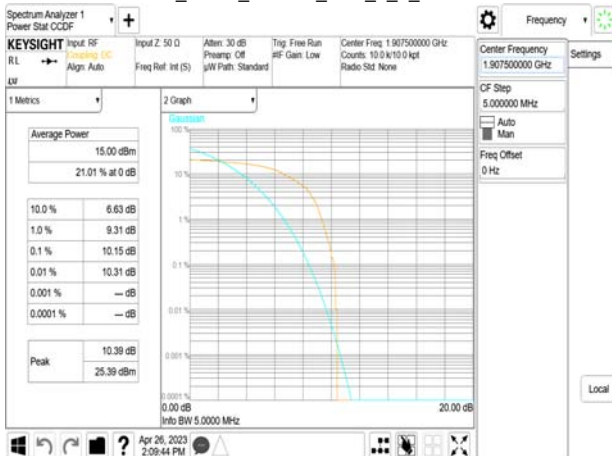 Spectrum Analyzer 1
Power Stat CCDF
Frequency
KEYSIGHT
RL
Input: RF
Coupling: DC
Align: Auto
Input Z: 50 Ω
Freq Ref: Int (S)
Atten: 30 dB
Preamp: Off
µW Path: Standard
Trig: Free Run
#IF Gain: Low
Center Freq: 1.907500000 GHz
Counts: 10.0 k/10.0 kpt
Radio Std: None
Center Frequency
1.907500000 GHz
Settings
CF Step
5.000000 MHz
Auto
Man
Freq Offset
0 Hz
1 Metrics
Average Power
15.00 dBm
21.01 % at 0 dB
10.0 % 6.63 dB
1.0 % 9.31 dB
0.1 % 10.15 dB
0.01 % 10.31 dB
0.001 % --- dB
0.0001 % --- dB
Peak
10.39 dB
25.39 dBm
2 Graph
Gaussian
100 %
10 %
1 %
0.1 %
0.01 %
0.001 %
0.0001 %
0.00 dB
20.00 dB
Info BW 5.0000 MHz
Local
?
Apr 26, 2023
2:09:44 PM